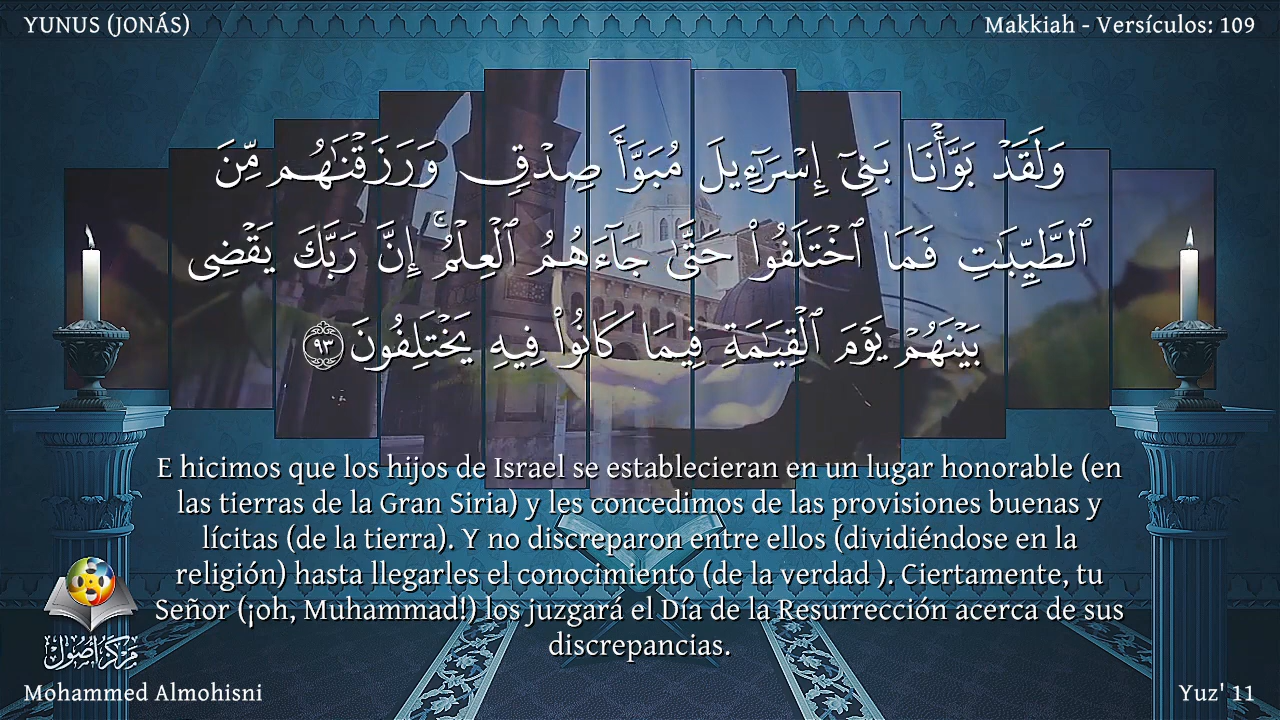 YUNUS (JONÁS)
Makkiah - Versículos: 109
وَلَقَدْ بَوَّأْنَا بَنِىٓ إِسْرَٰٓءِيلَ مُبَوَّأَ صِدْقٍ وَرَزَقْنَٰهُم مِّنَ
ٱلطَّيِّبَٰتِ فَمَا ٱخْتَلَفُوا۟ حَتَّىٰ جَآءَهُمُ ٱلْعِلْمُ ۚ إِنَّ رَبَّكَ يَقْضِى
بَيْنَهُمْ يَوْمَ ٱلْقِيَٰمَةِ فِيمَا كَانُوا۟ فِيهِ يَخْتَلِفُونَ ٩٣
E hicimos que los hijos de Israel se establecieran en un lugar honorable (en
las tierras de la Gran Siria) y les concedimos de las provisiones buenas y
lícitas (de la tierra). Y no discreparon entre ellos (dividiéndose en la
religión) hasta llegarles el conocimiento (de la verdad ). Ciertamente, tu
Señor (¡oh, Muhammad!) los juzgará el Día de la Resurrección acerca de sus
discrepancias.
مركز أصول
Mohammed Almohisni
Yuz' 11